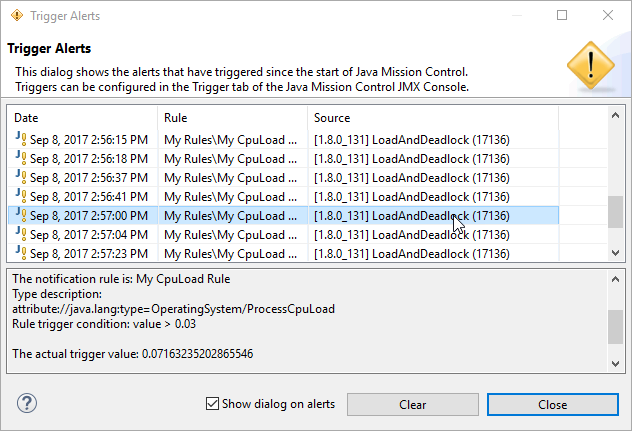 Trigger Alerts
Trigger Alerts
This dialog shows the alerts that have triggered since the start of Java Mission Control.
Triggers can be configured in the Trigger tab of the Java Mission Control JMX Console.
Date Rule Source
Sep 8, 2017 2:56:15 PM My Rules\My CpuLoad ... [1.8.0_131] LoadAndDeadlock (17136)
Sep 8, 2017 2:56:18 PM My Rules\My CpuLoad ... [1.8.0_131] LoadAndDeadlock (17136)
Sep 8, 2017 2:56:37 PM My Rules\My CpuLoad ... [1.8.0_131] LoadAndDeadlock (17136)
Sep 8, 2017 2:56:41 PM My Rules\My CpuLoad ... [1.8.0_131] LoadAndDeadlock (17136)
Sep 8, 2017 2:57:00 PM My Rules\My CpuLoad ... [1.8.0_131] LoadAndDeadlock (17136)
Sep 8, 2017 2:57:04 PM My Rules\My CpuLoad ... [1.8.0_131] LoadAndDeadlock (17136)
Sep 8, 2017 2:57:23 PM My Rules\My CpuLoad ... [1.8.0_131] LoadAndDeadlock (17136)
The notification rule is: My CpuLoad Rule
Type description:
attribute://java.lang:type=OperatingSystem/ProcessCpuLoad
Rule trigger condition: value > 0.03
The actual trigger value: 0.07163235202865546
Show dialog on alerts Clear Close